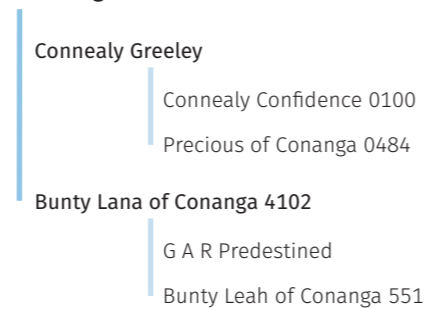 Connealy Greeley
Connealy Confidence 0100
Precious of Conanga 0484
Bunty Lana of Conanga 4102
G A R Predestined
Bunty Leah of Conanga 551